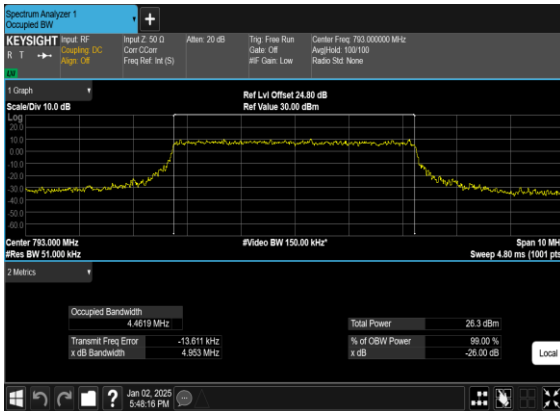 Spectrum Analyzer 1
Occupied BW
KEYSIGHT
R T
LM
Input: RF
Coupling: DC
Align: Off
Input Z: 50 Ω
Corr CCorr
Freq Ref: Int (S)
Atten: 20 dB
Trig: Free Run
Gate: Off
#IF Gain: Low
Center Freq: 793.000000 MHz
Avg|Hold: 100/100
Radio Std: None
1 Graph
Scale/Div 10.0 dB
Ref Lvl Offset 24.80 dB
Ref Value 30.00 dBm
Log
20.0
10.0
0.00
-10.0
-20.0
-30.0
-40.0
-50.0
-60.0
Center 793.000 MHz
#Res BW 51.000 kHz
#Video BW 150.00 kHz*
Span 10 MH
Sweep 4.80 ms (1001 pts
2 Metrics
Occupied Bandwidth
4.4619 MHz
Transmit Freq Error -13.611 kHz
x dB Bandwidth 4.953 MHz
Total Power 26.3 dBm
% of OBW Power 99.00 %
x dB -26.00 dB
Local
Jan 02, 2025
5:48:16 PM